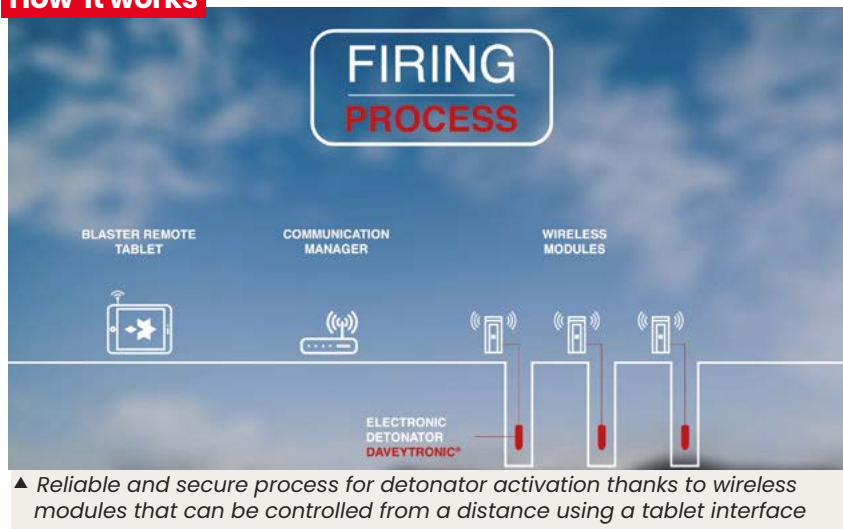 How it works
FIRING
PROCESS
BLASTER REMOTE
TABLET
COMMUNICATION
MANAGER
WIRELESS
MODULES
ELECTRONIC
DETONATOR
DAVEYTRONIC®
▲ Reliable and secure process for detonator activation thanks to wireless
modules that can be controlled from a distance using a tablet interface